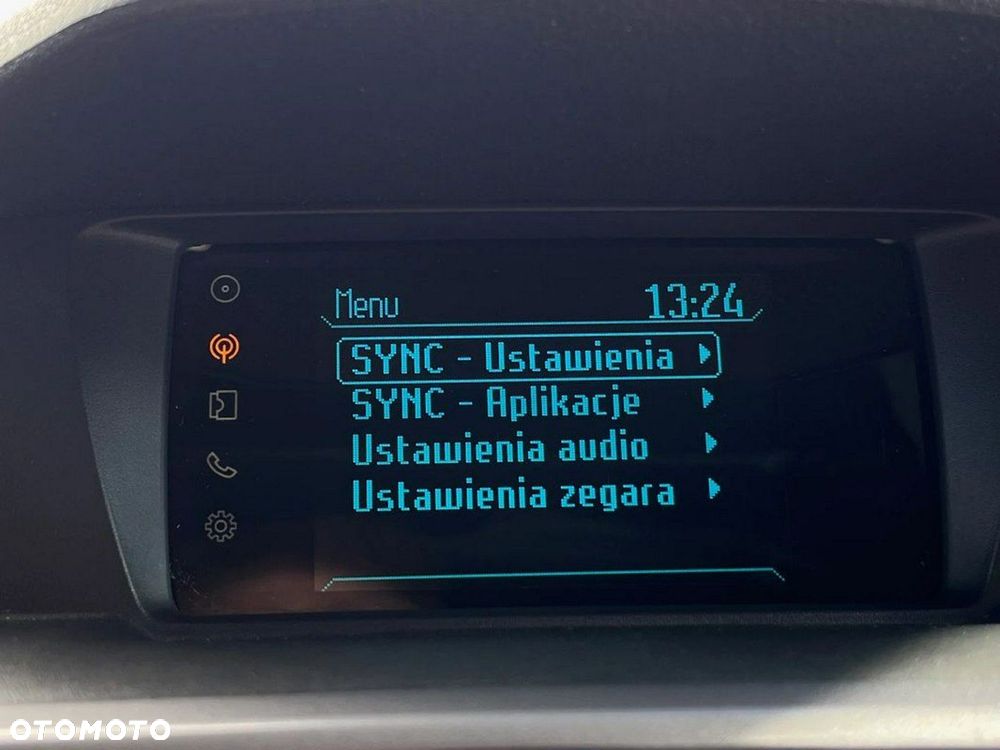 Menu 13:24
SYNC - Ustawienia
SYNC - Aplikacje
Ustawienia audio
Ustawienia zegara
OTOMOTO